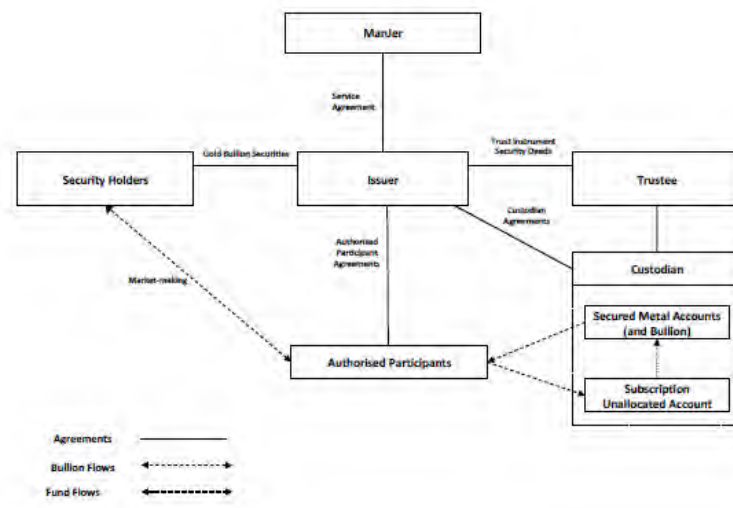 ManJer
Service
Agreement
Gold Bullion Securities
Trust Instrument
Security Deeds
Security Holders
Issuer
Trustee
Custodian
Agreements
Authorised
Participant
Agreements
Custodian
Market-making
Secured Metal Accounts
(and Bullion)
Authorised Participants
Subscription
Unallocated Account
Agreements
Bullion Flows
Fund Flows